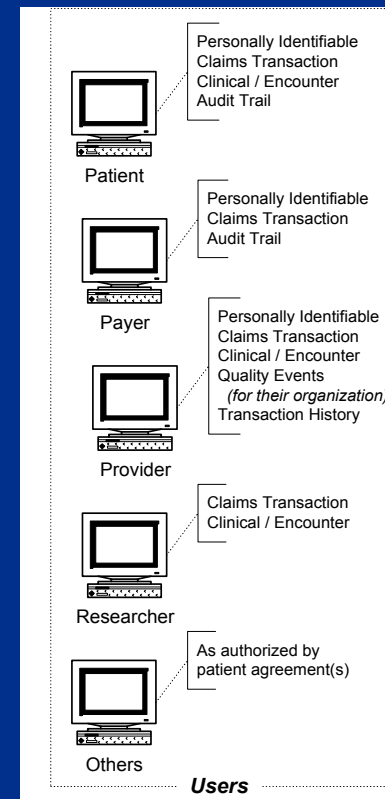 Personally Identifiable
Claims Transaction
Clinical / Encounter
Audit Trail
Patient
Personally Identifiable
Claims Transaction
Audit Trail
Payer
Personally Identifiable
Claims Transaction
Clinical / Encounter
Quality Events
(for their organization)
Transaction History
Provider
Claims Transaction
Clinical / Encounter
Researcher
As authorized by
patient agreement(s)
Others
Users